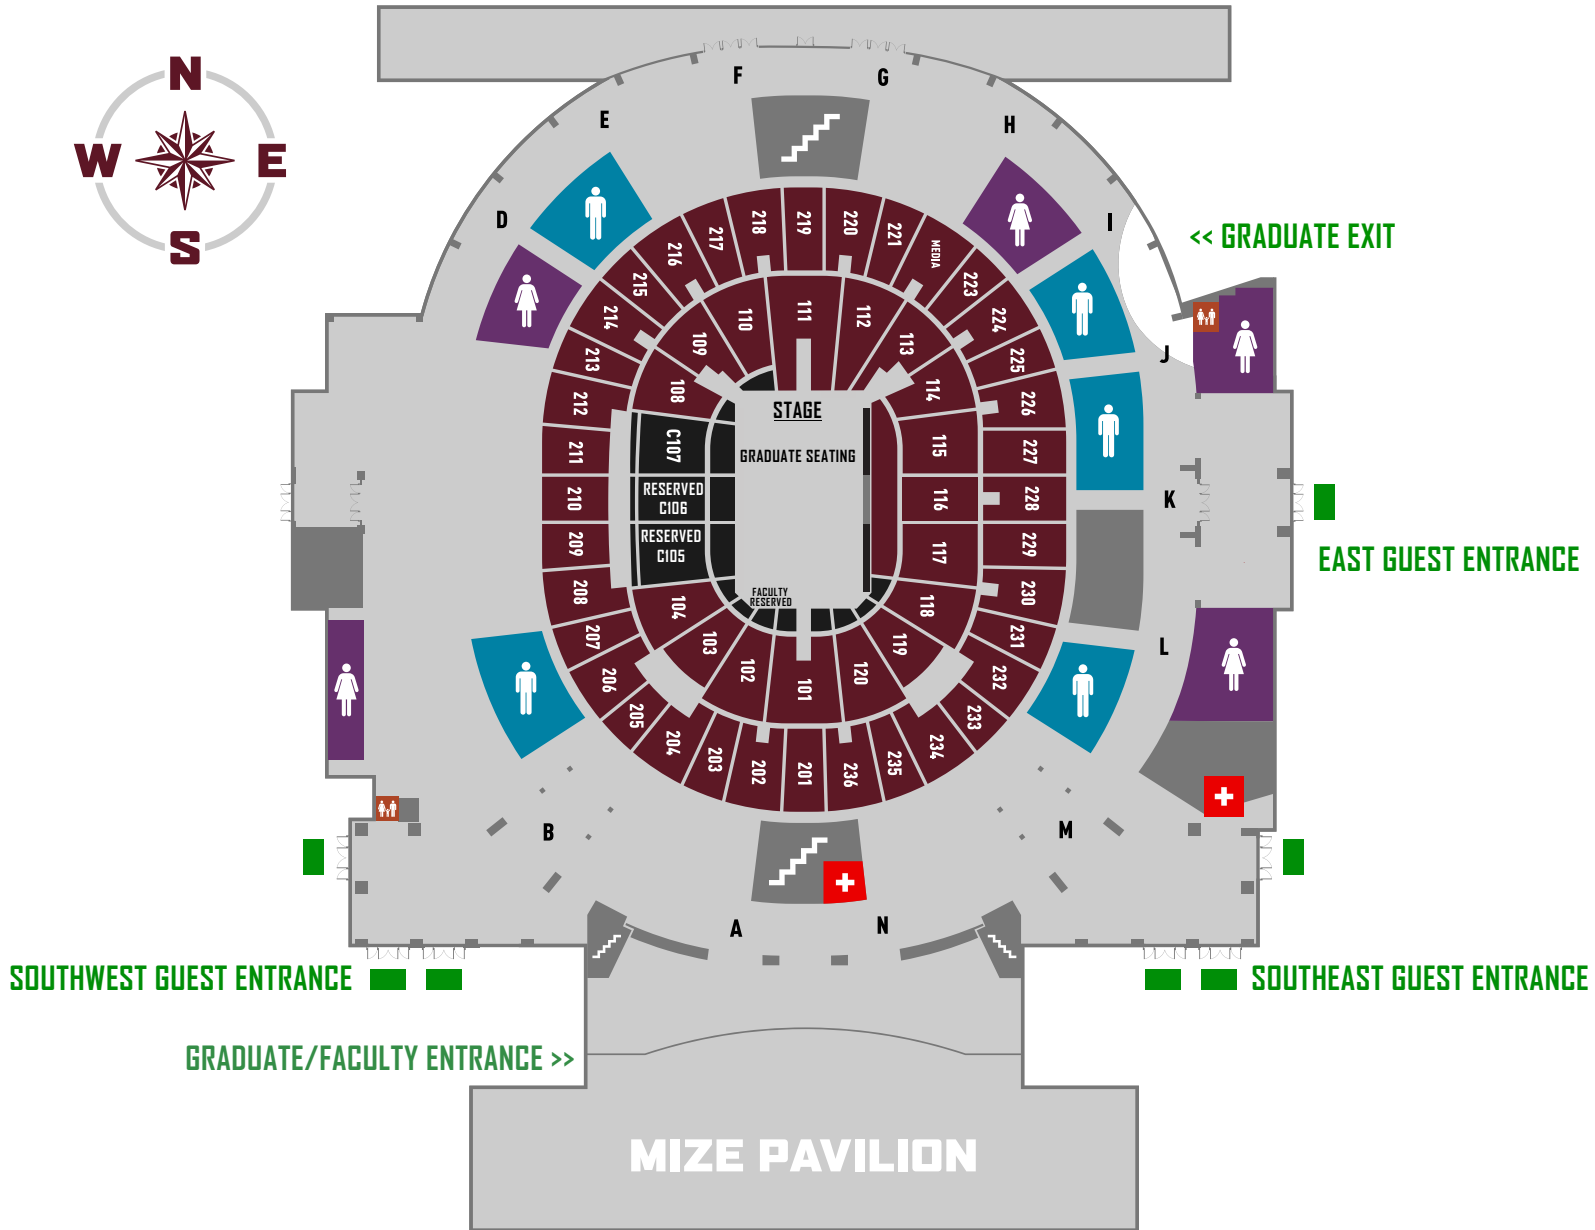 N
W
E
S
F
G
E
H
D
I
<< GRADUATE EXIT
J
K
EAST GUEST ENTRANCE
L
B
M
A
N
218
219
220
217
221
MEDIA
216
223
215
224
214
225
213
226
212
227
211
228
210
229
209
230
208
231
207
232
206
233
205
234
204
235
203
236
202
201
110
111
112
109
113
108
114
C107
115
RESERVED
C106
116
RESERVED
C105
117
104
118
103
119
102
120
101
STAGE
GRADUATE SEATING
FACULTY
RESERVED
SOUTHWEST GUEST ENTRANCE
SOUTHEAST GUEST ENTRANCE
GRADUATE/FACULTY ENTRANCE >>
MIZE PAVILION